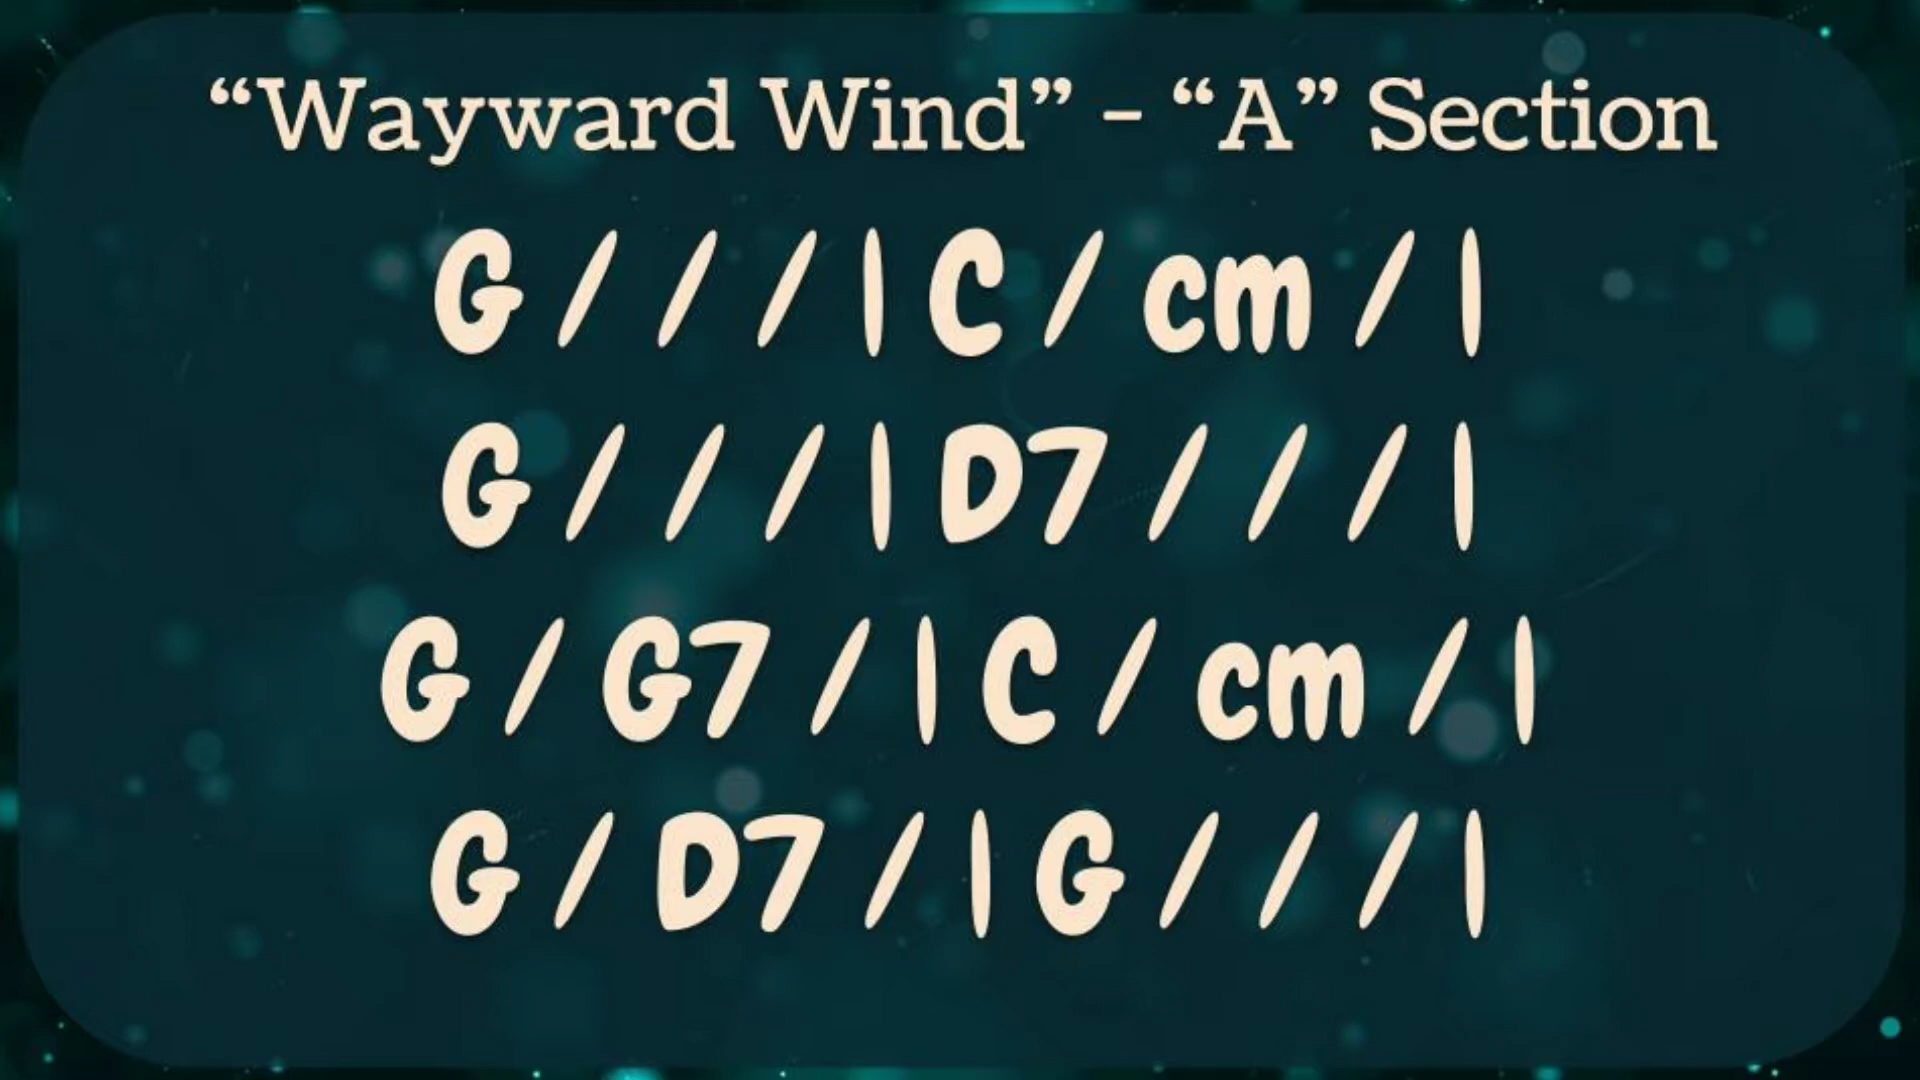 “Wayward Wind” - “A” Section
G / / / | C / cm / |
G / / / | D7 / / / |
G / G7 / | C / cm / |
G / D7 / | G / / / |